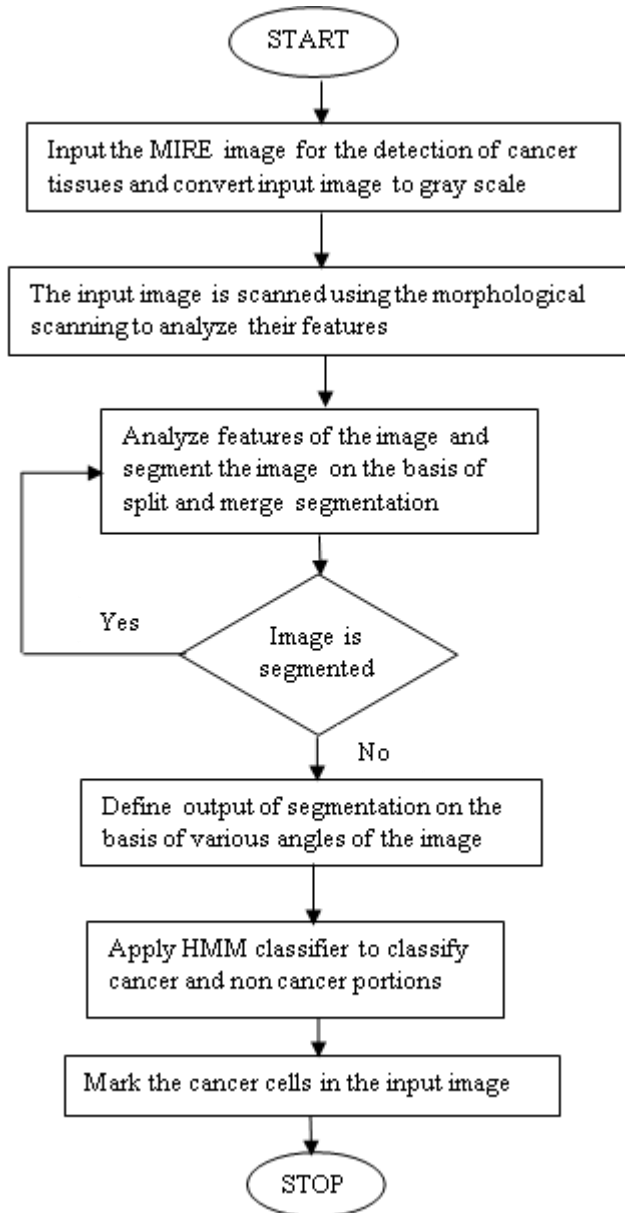 START
Input the MIRE image for the detection of cancer
tissues and convert input image to gray scale
The input image is scanned using the morphological
scanning to analyze their features
Analyze features of the image and
segment the image on the basis of
split and merge segmentation
Yes
Image is
segmented
No
Define output of segmentation on the
basis of various angles of the image
Apply HMM classifier to classify
cancer and non cancer portions
Mark the cancer cells in the input image
STOP